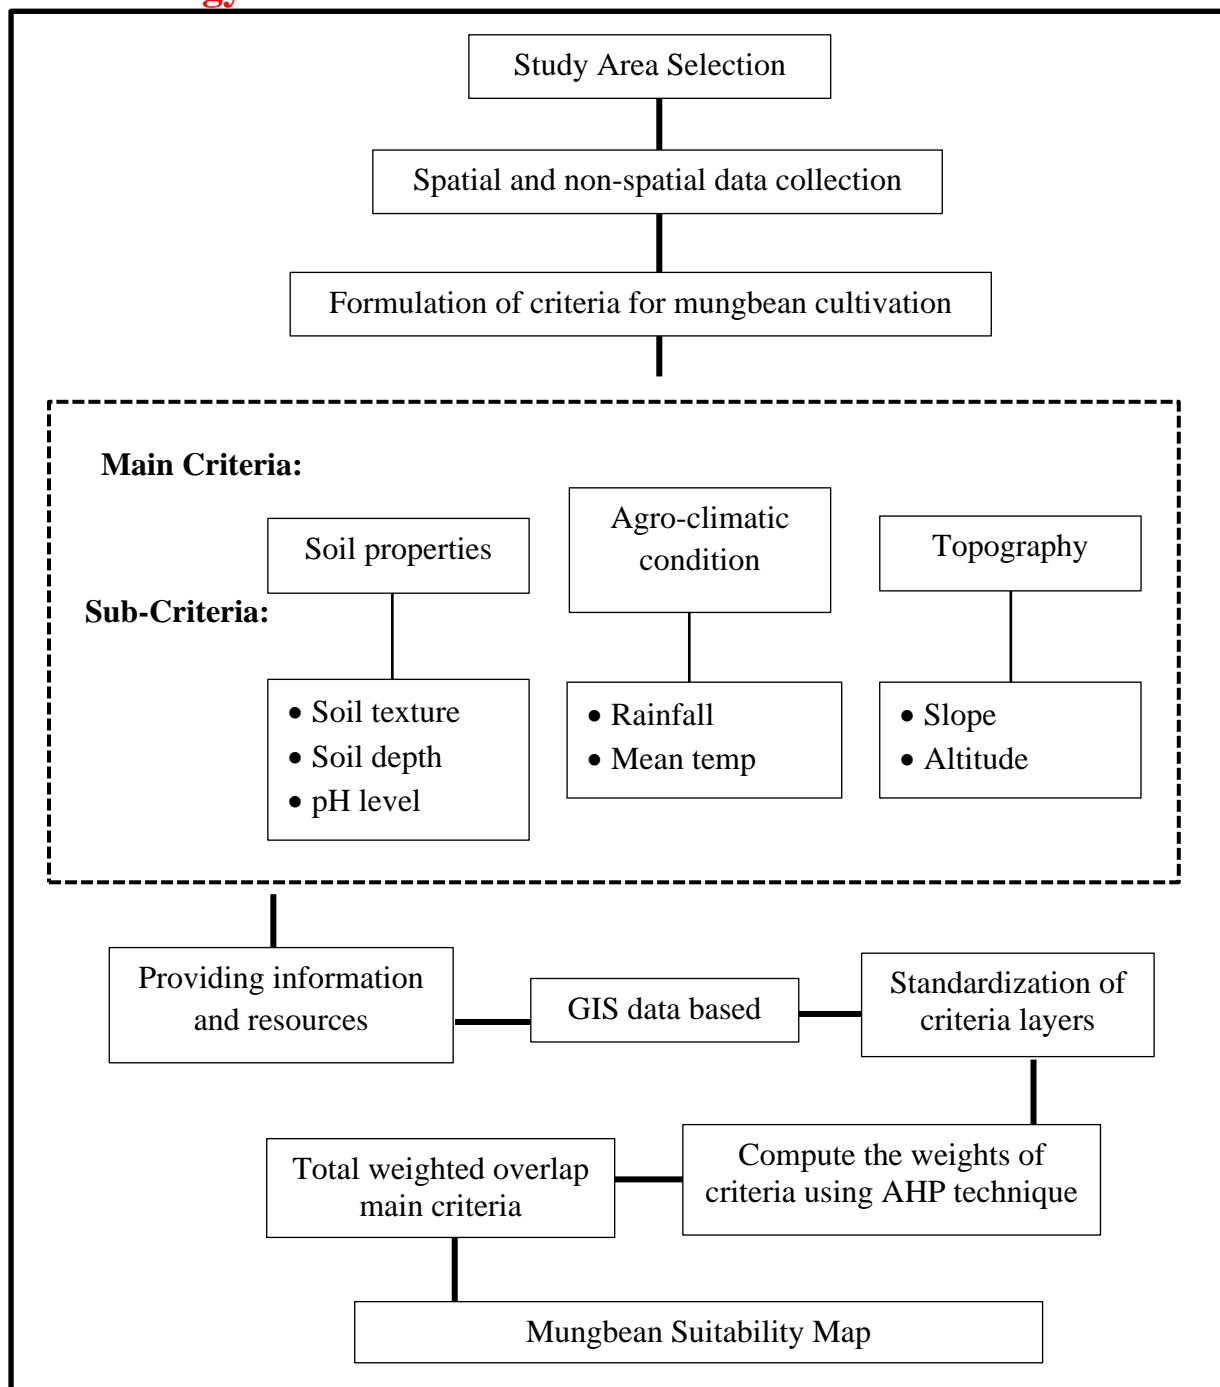 gy
Study Area Selection
Spatial and non-spatial data collection
Formulation of criteria for mungbean cultivation
Main Criteria:
Soil properties
Agro-climatic
condition
Topography
Sub-Criteria:
• Soil texture
• Soil depth
• pH level
• Rainfall
• Mean temp
• Slope
• Altitude
Providing information
and resources
GIS data based
Standardization of
criteria layers
Compute the weights of
criteria using AHP technique
Total weighted overlap
main criteria
Mungbean Suitability Map